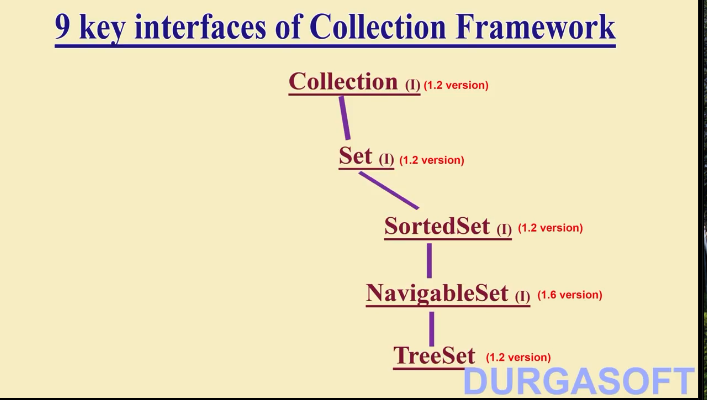 9 key interfaces of Collection Framework
Collection (I) (1.2 version)
Set (I) (1.2 version)
SortedSet (I) (1.2 version)
NavigableSet (I) (1.6 version)
TreeSet (1.2 version)
DURGASOFT